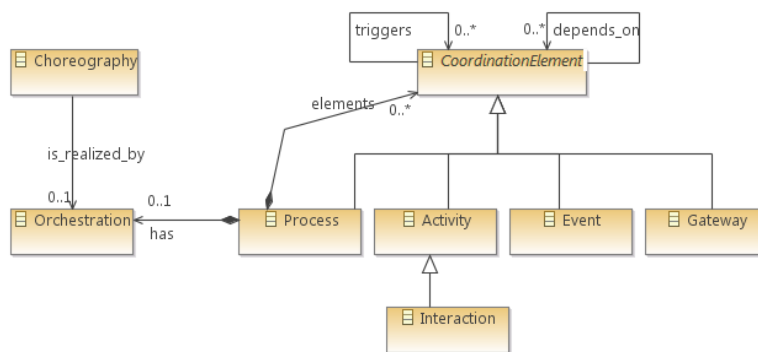 triggers
0..*
0..*
depends_on
Choreography
CoordinationElement
elements
0..*
is_realized_by
0..1
0..1
Orchestration
has
Process
Activity
Event
Gateway
Interaction